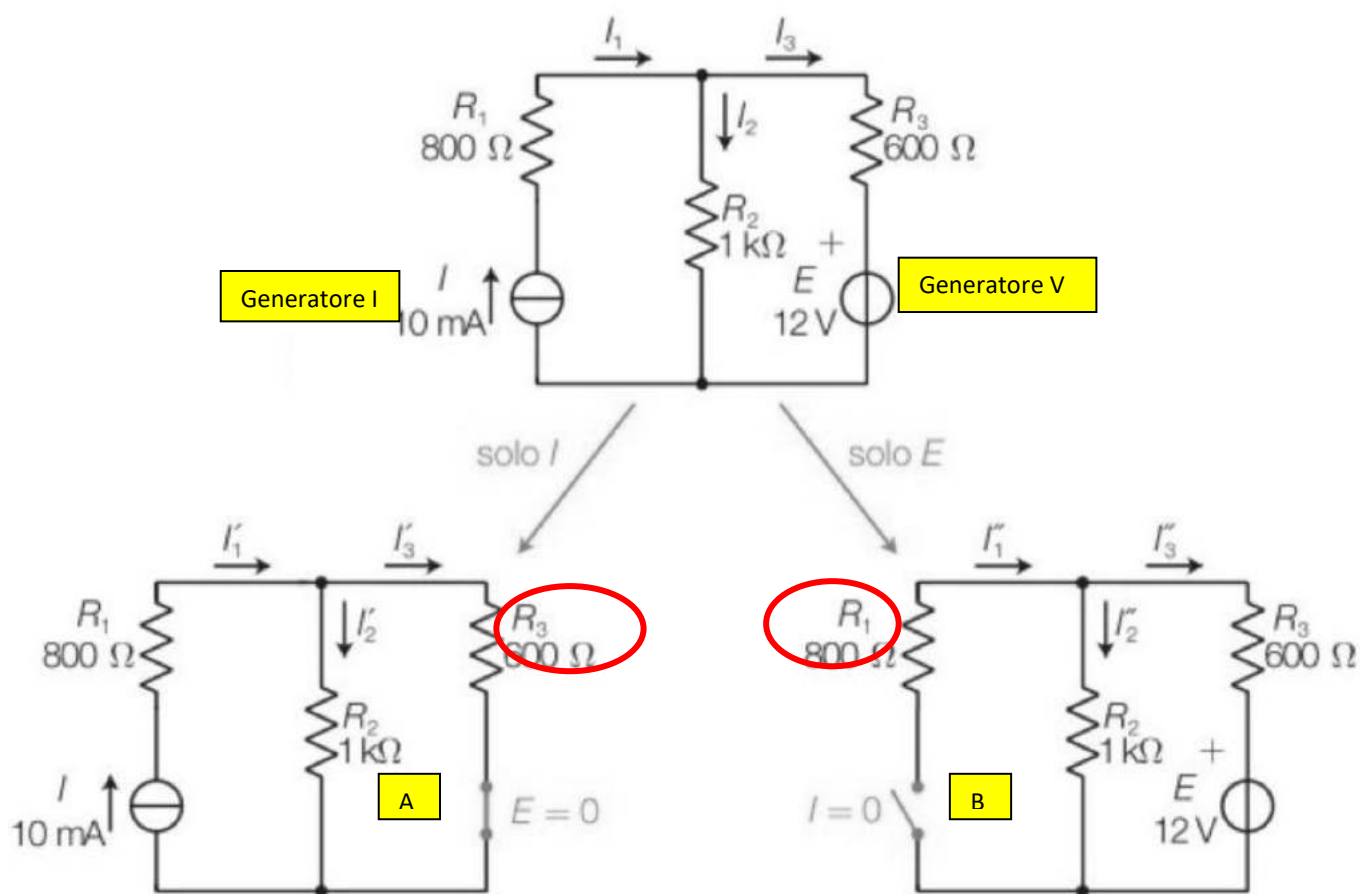 I₁ I₃
R₁
800 Ω
I₂
R₃
600 Ω
R₂
1 kΩ
+
Generatore I
I
10 mA
E
12 V
Generatore V
solo I
solo E
I′₁ I′₃
R₁
800 Ω
I′₂
R₃
600 Ω
R₂
1 kΩ
I
10 mA
A
E = 0
I″₁ I″₃
R₁
800 Ω
I″₂
R₃
600 Ω
R₂
1 kΩ
+
I = 0
B
E
12 V